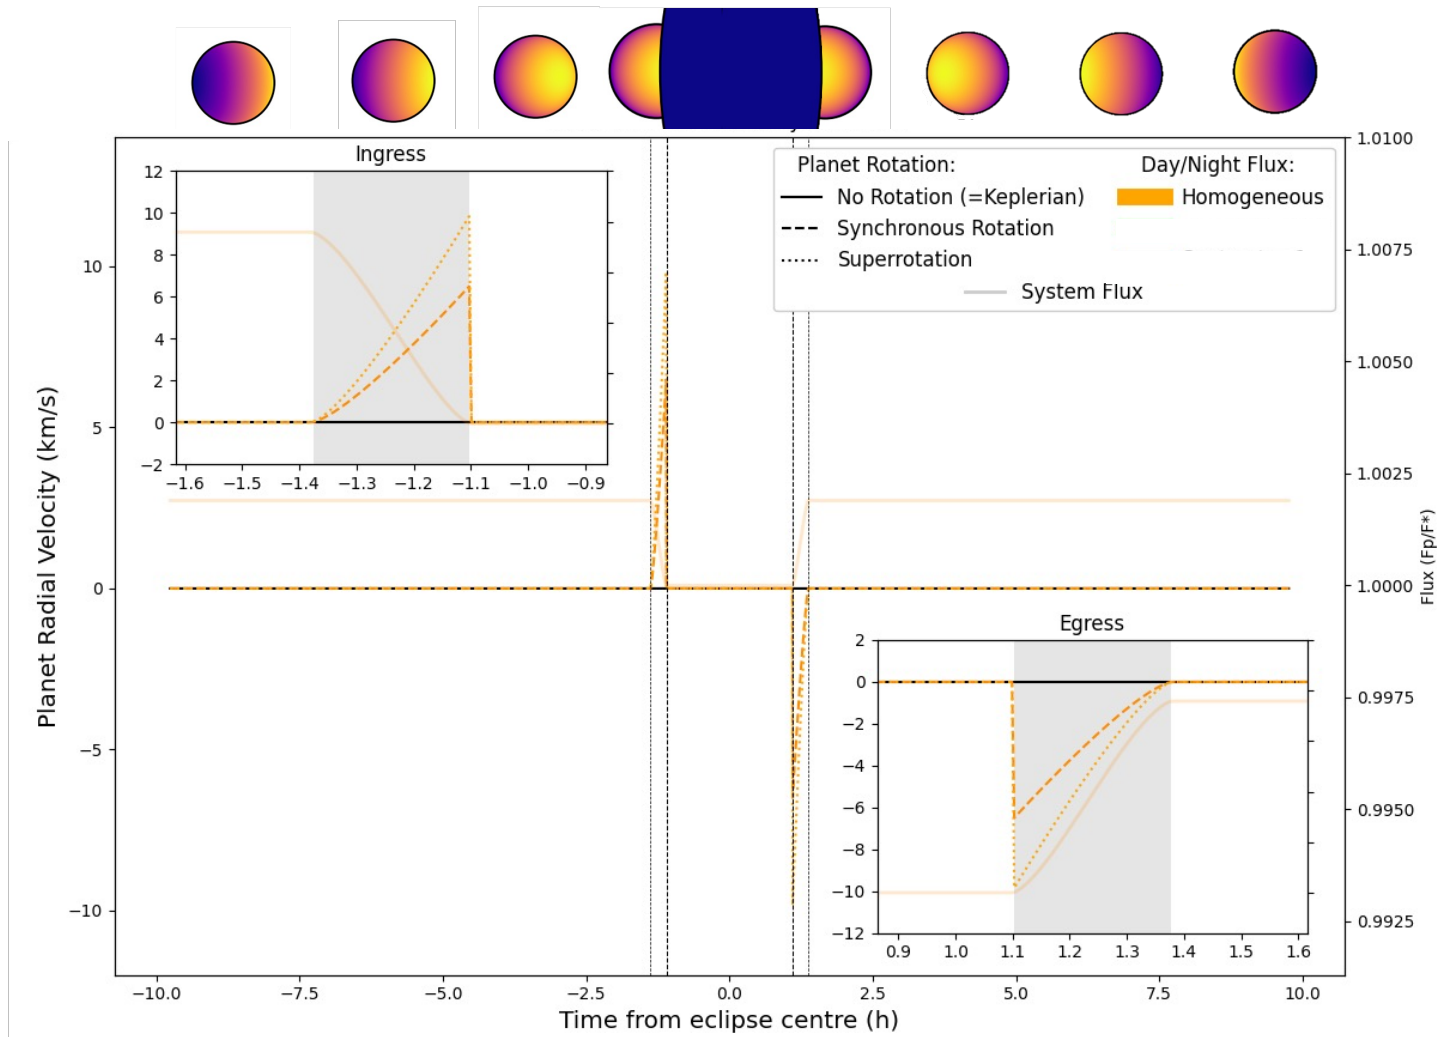 Ingress
12
10
8
6
4
2
0
−2
−1.6 −1.5 −1.4 −1.3 −1.2 −1.1 −1.0 −0.9
Planet Rotation:
No Rotation (=Keplerian)
Synchronous Rotation
Superrotation
Day/Night Flux:
Homogeneous
System Flux
10
5
0
−5
−10
Planet Radial Velocity (km/s)
1.0100
1.0075
1.0050
1.0025
1.0000
0.9975
0.9950
0.9925
Flux (Fp/F*)
Egress
2
0
−2
−4
−6
−8
−10
−12
0.9 1.0 1.1 1.2 1.3 1.4 1.5 1.6
−10.0 −7.5 −5.0 −2.5 0.0 2.5 5.0 7.5 10.0
Time from eclipse centre (h)